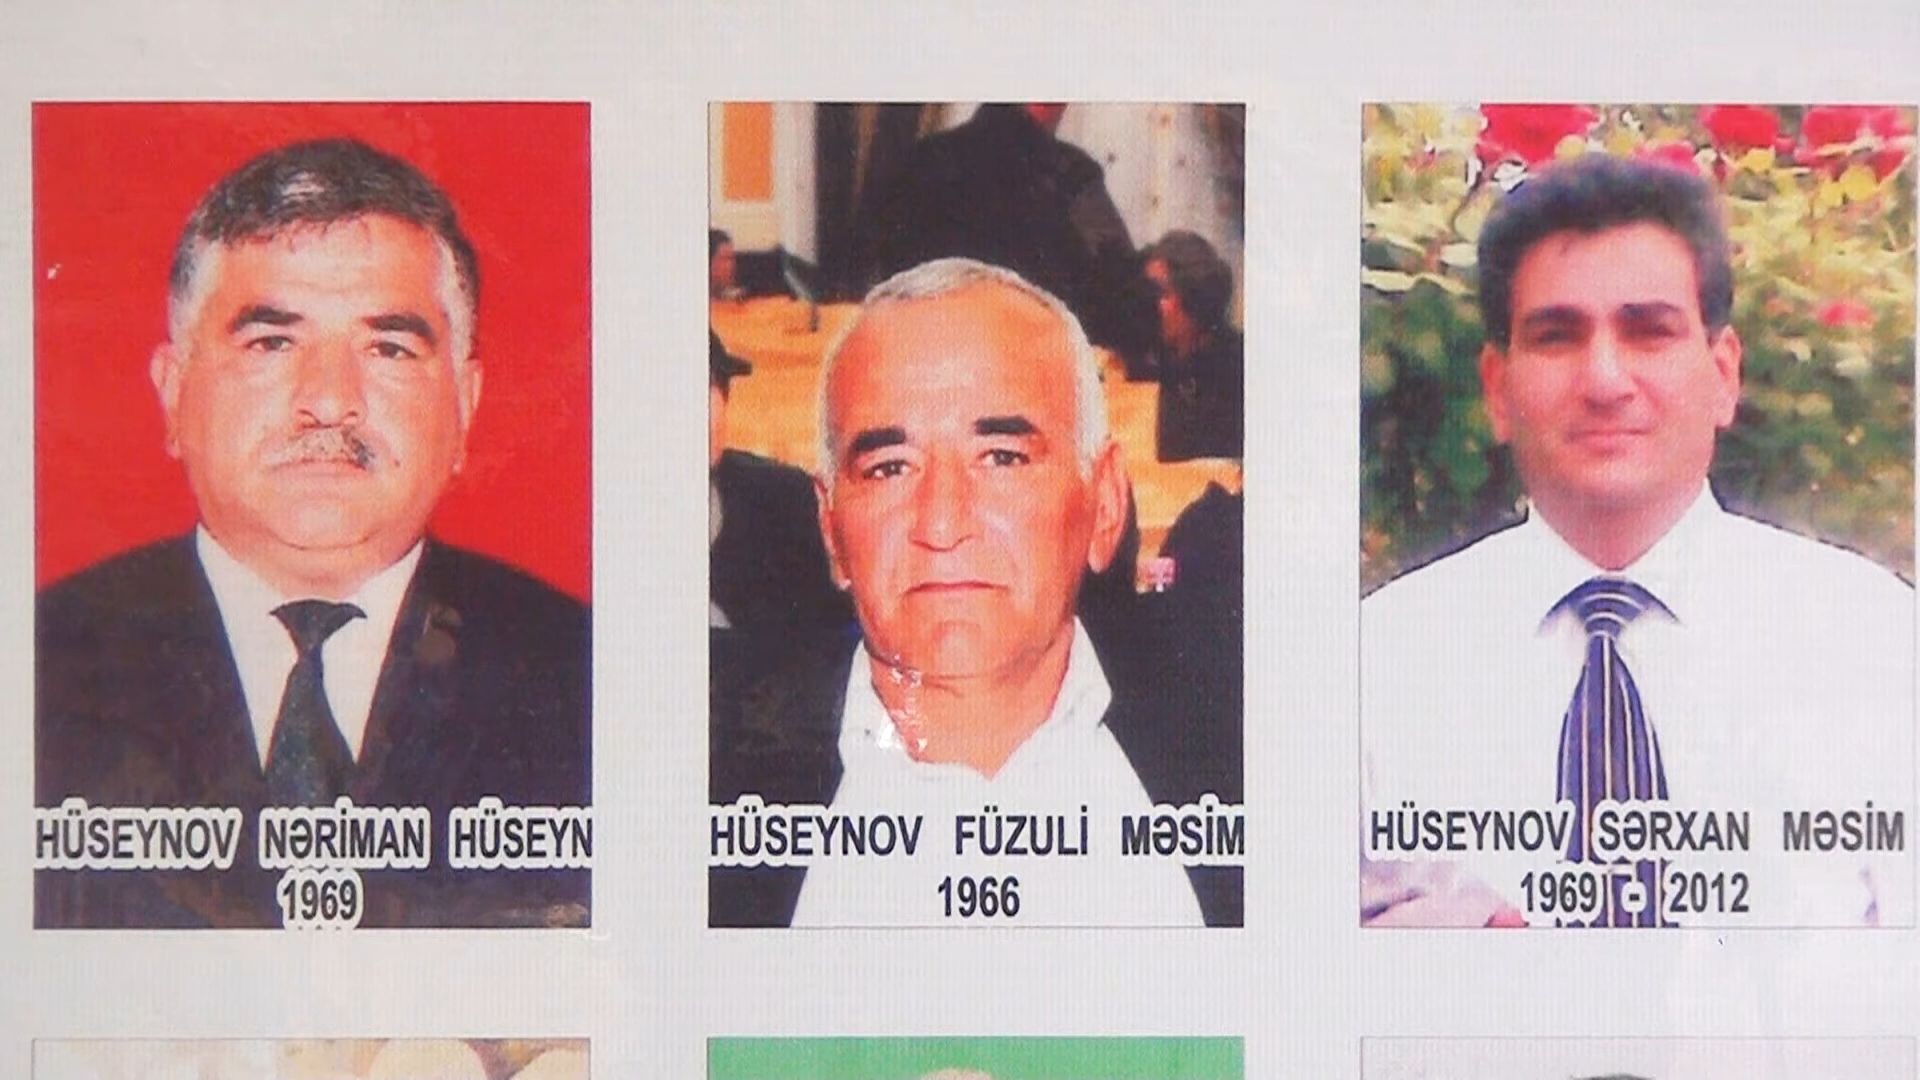 HÜSEYNOV NƏRİMAN HÜSEYN
1969
HÜSEYNOV FÜZULİ MƏSİM
1966
HÜSEYNOV SƏRXAN MƏSİM
1969 - 2012